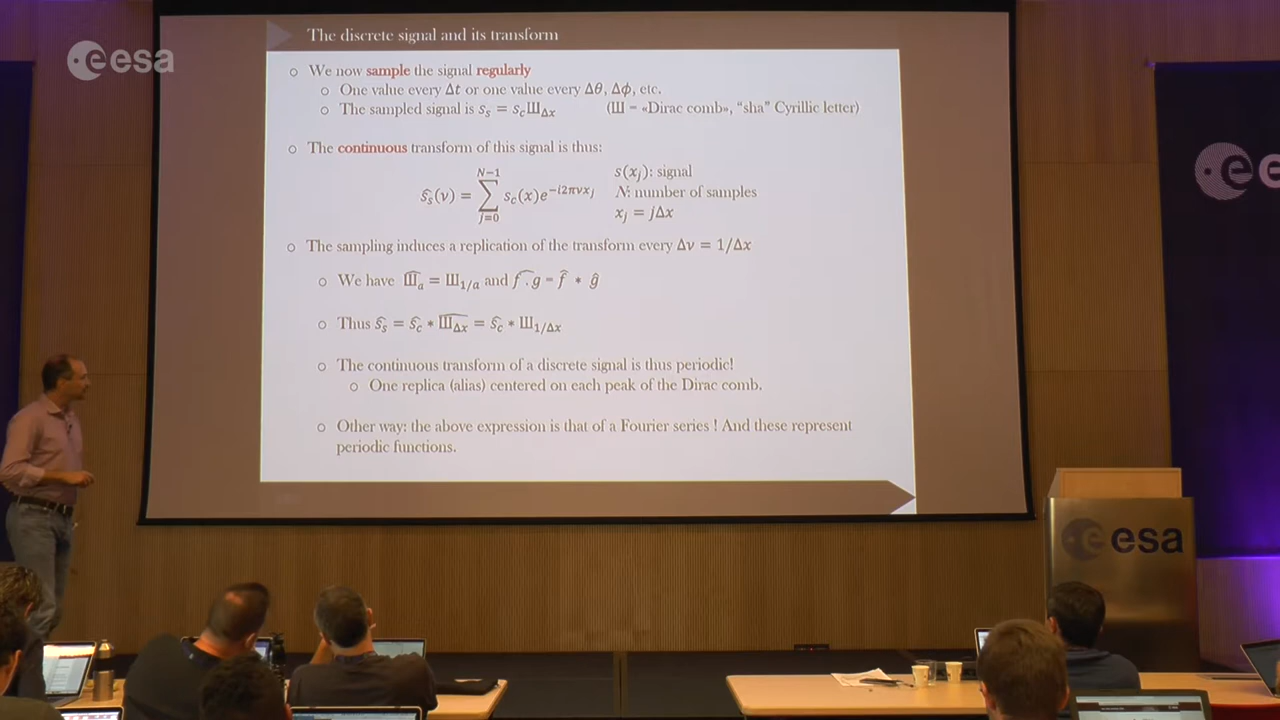 esa
The discrete signal and its transform
We now sample the signal regularly
One value every Δt or one value every Δθ, Δϕ, etc.
The sampled signal is s_s = s_c Ш_Δx (Ш = «Dirac comb», "sha" Cyrillic letter)
The continuous transform of this signal is thus:
ŝ_s(ν) = ∑_{j=0}^{N−1} s_c(x)e^{−i2πνx_j}
s(x_j): signal
N: number of samples
x_j = jΔx
The sampling induces a replication of the transform every Δν = 1/Δx
We have Ш̂_a = Ш_{1/a} and \widehat{f.g} = f̂ * ĝ
Thus ŝ_s = ŝ_c * \widehat{Ш_Δx} = ŝ_c * Ш_{1/Δx}
The continuous transform of a discrete signal is thus periodic!
One replica (alias) centered on each peak of the Dirac comb.
Other way: the above expression is that of a Fourier series ! And these represent
periodic functions.
e
esa